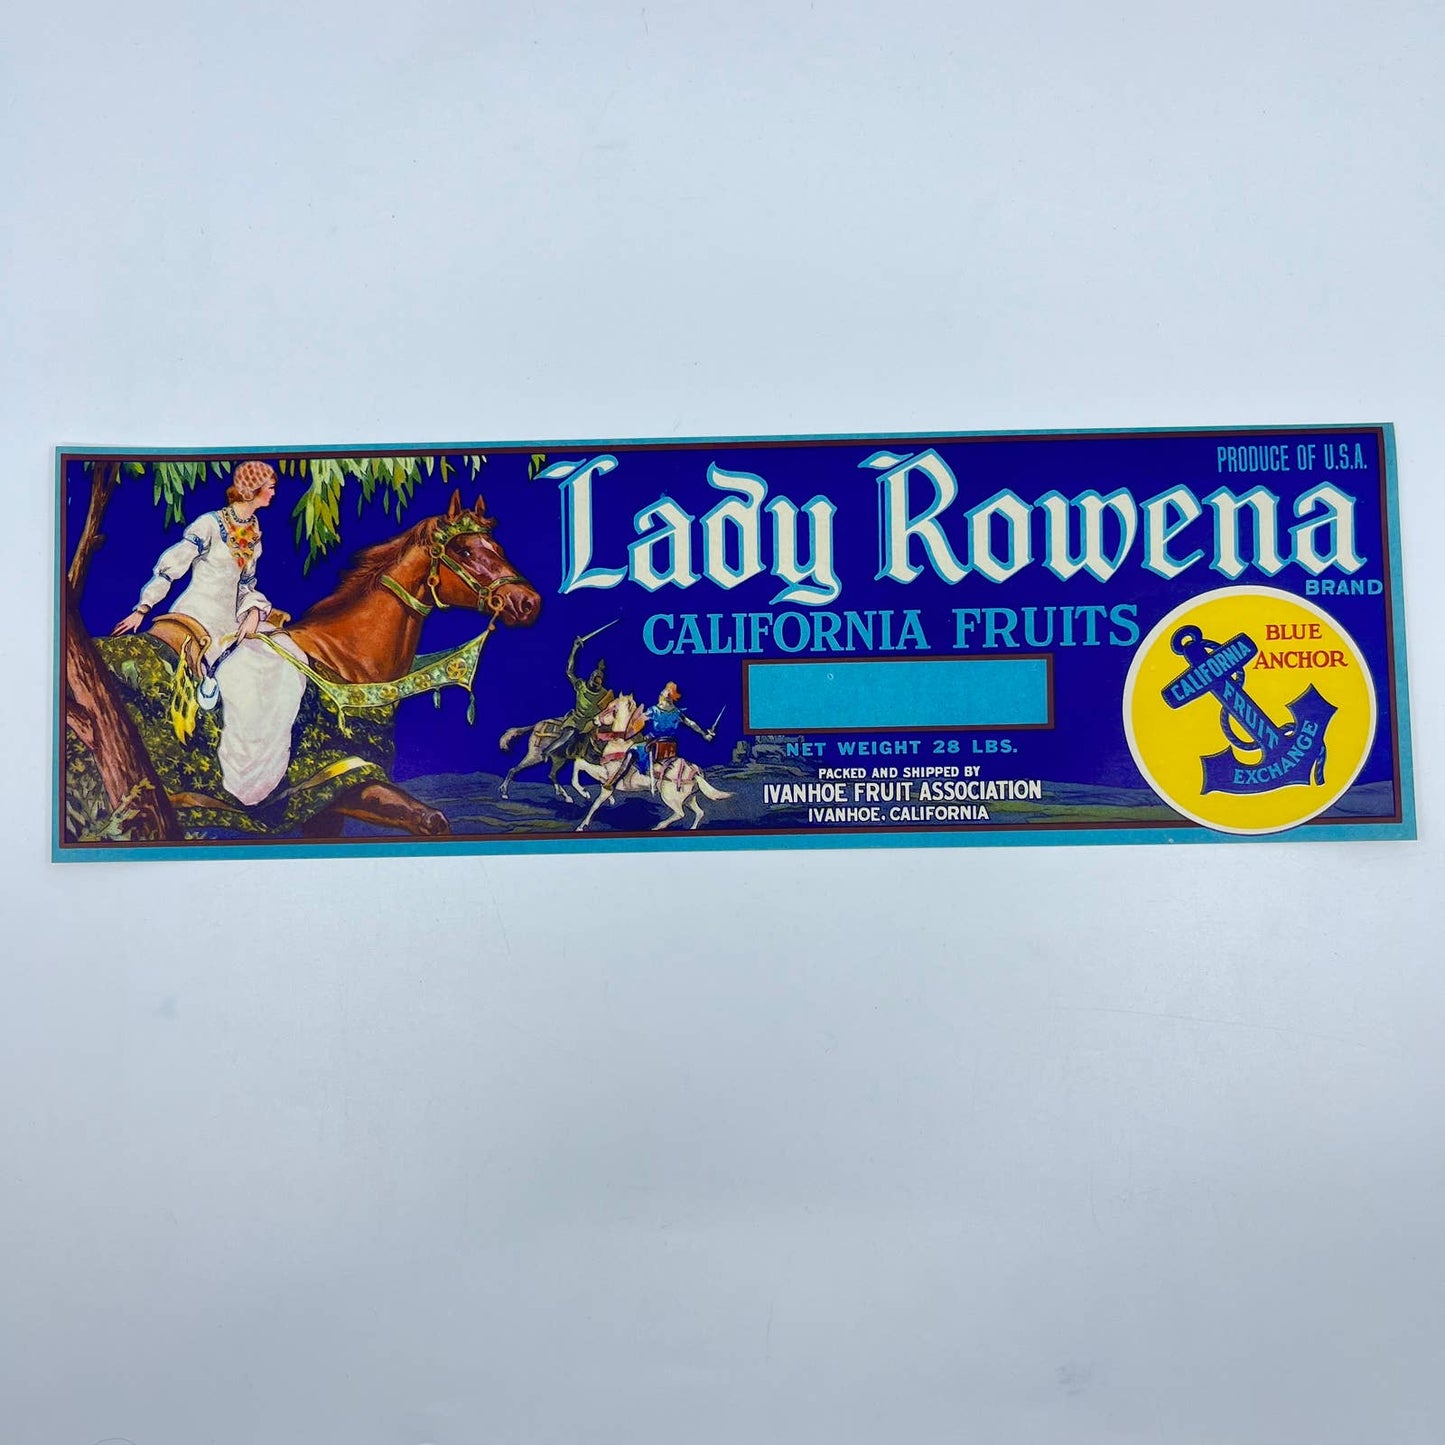 PRODUCE OF U.S.A.
Lady Rowena
BRAND
CALIFORNIA FRUITS
BLUE
ANCHOR
CALIFORNIA
FRUIT
EXCHANGE
NET WEIGHT 28 LBS.
PACKED AND SHIPPED BY
IVANHOE FRUIT ASSOCIATION
IVANHOE, CALIFORNIA